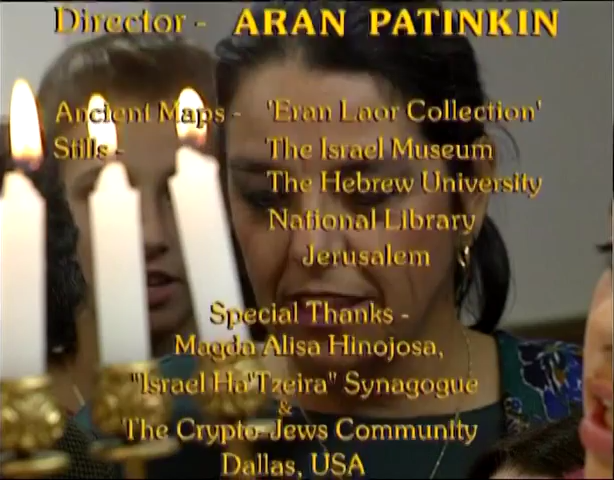 Director - ARAN PATINKIN
Ancient Maps - 'Eran Laor Collection'
Stills - The Israel Museum
The Hebrew University
National Library
Jerusalem
Special Thanks -
Magda Alisa Hinojosa,
"Israel Ha'Tzeira" Synagogue
&
The Crypto-Jews Community
Dallas, USA